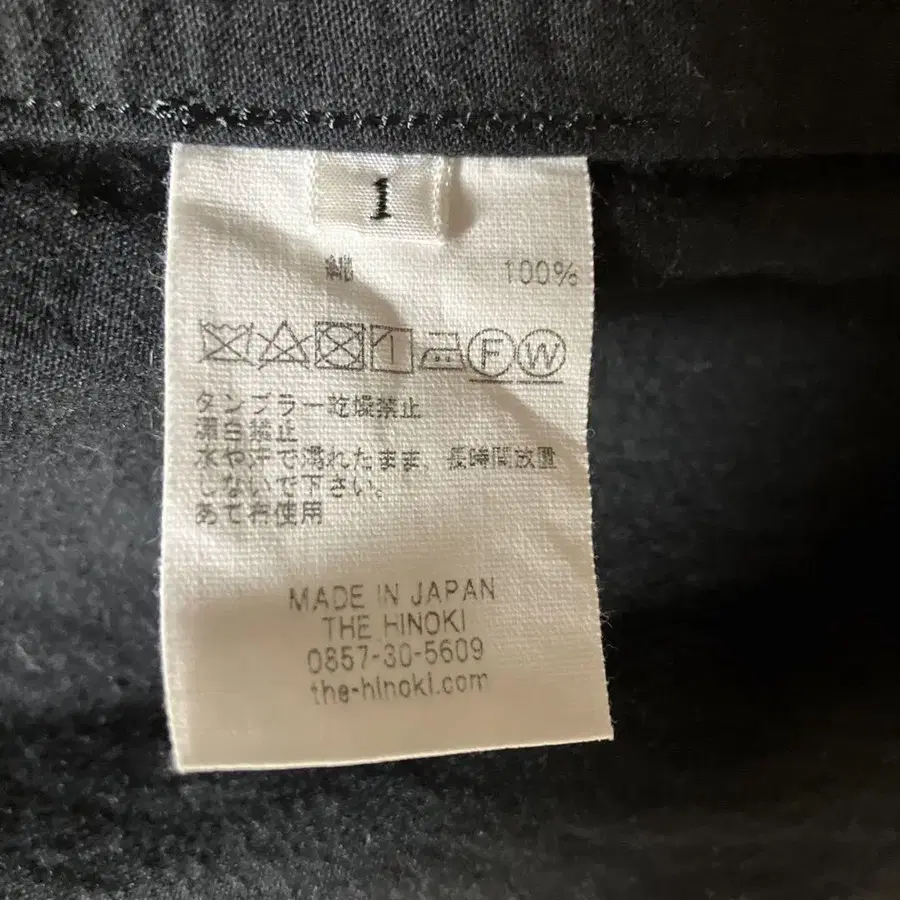 1
綿 100%
F W
タンブラー乾燥禁止
漂白禁止
水や汗で濡れたまま、長時間放置
しないで下さい。
あて布使用
MADE IN JAPAN
THE HINOKI
0857-30-5609
the-hinoki.com